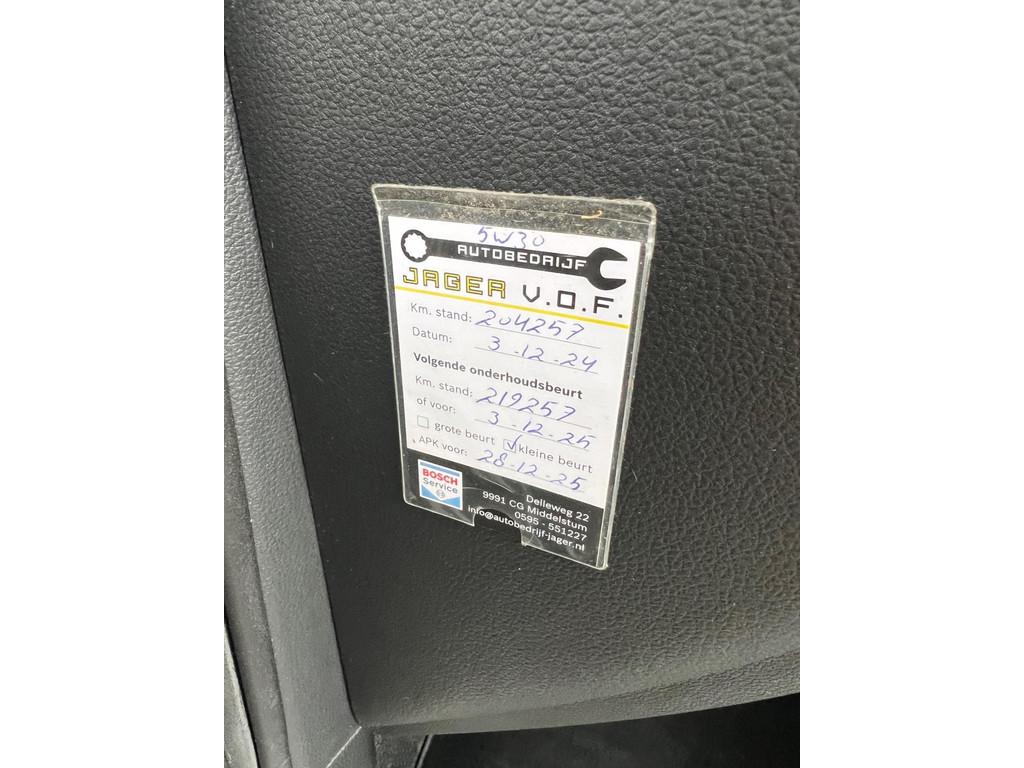 5W30
AUTOBEDRIJF
JAGER V.O.F.
Km. stand: 204257
Datum: 3-12-24
Volgende onderhoudsbeurt
Km. stand: 219257
of voor: 3-12-25
grote beurt kleine beurt
APK voor: 28-12-25
BOSCH
Service
Delleweg 22
9991 CG Middelstum
0595 - 551227
info@autobedrijf-jager.nl